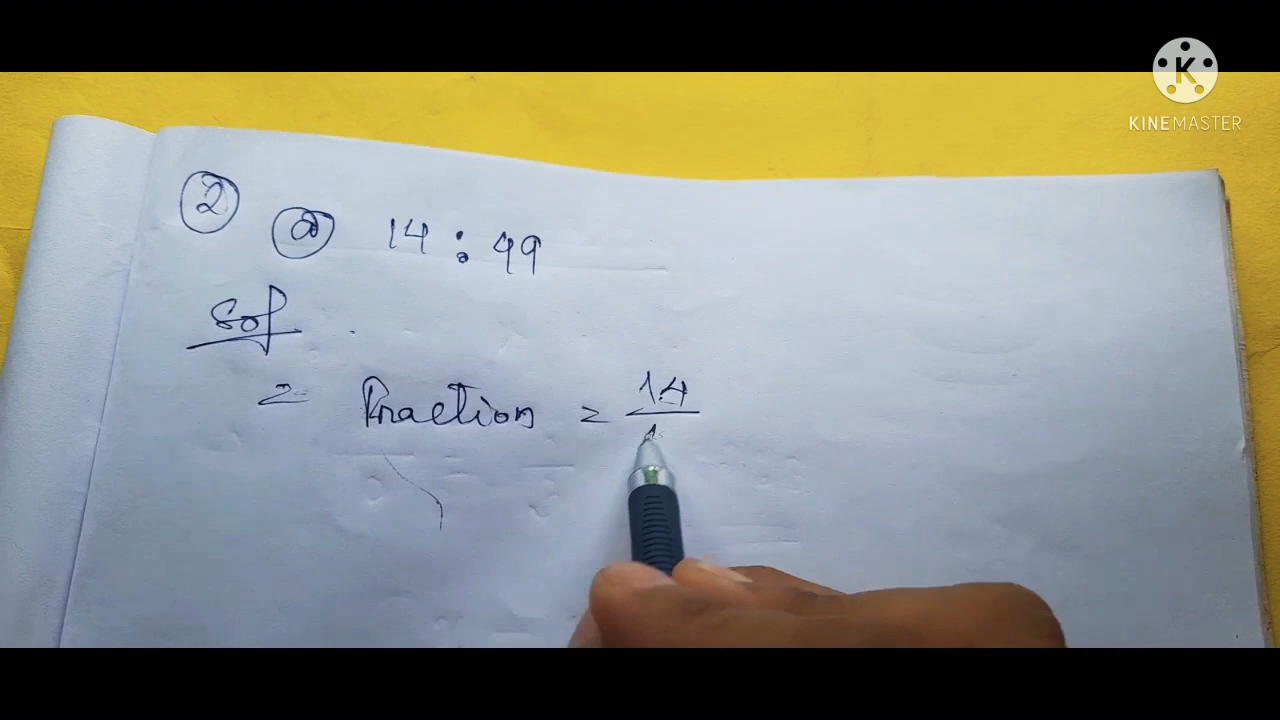 K
KINEMASTER
② ⓐ 14 : 49
Sol
= Fraction = 14